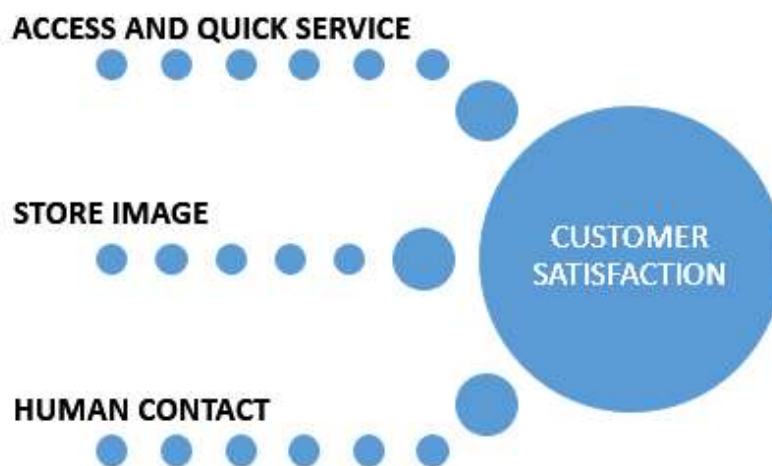 ACCESS AND QUICK SERVICE
STORE IMAGE
CUSTOMER
SATISFACTION
HUMAN CONTACT